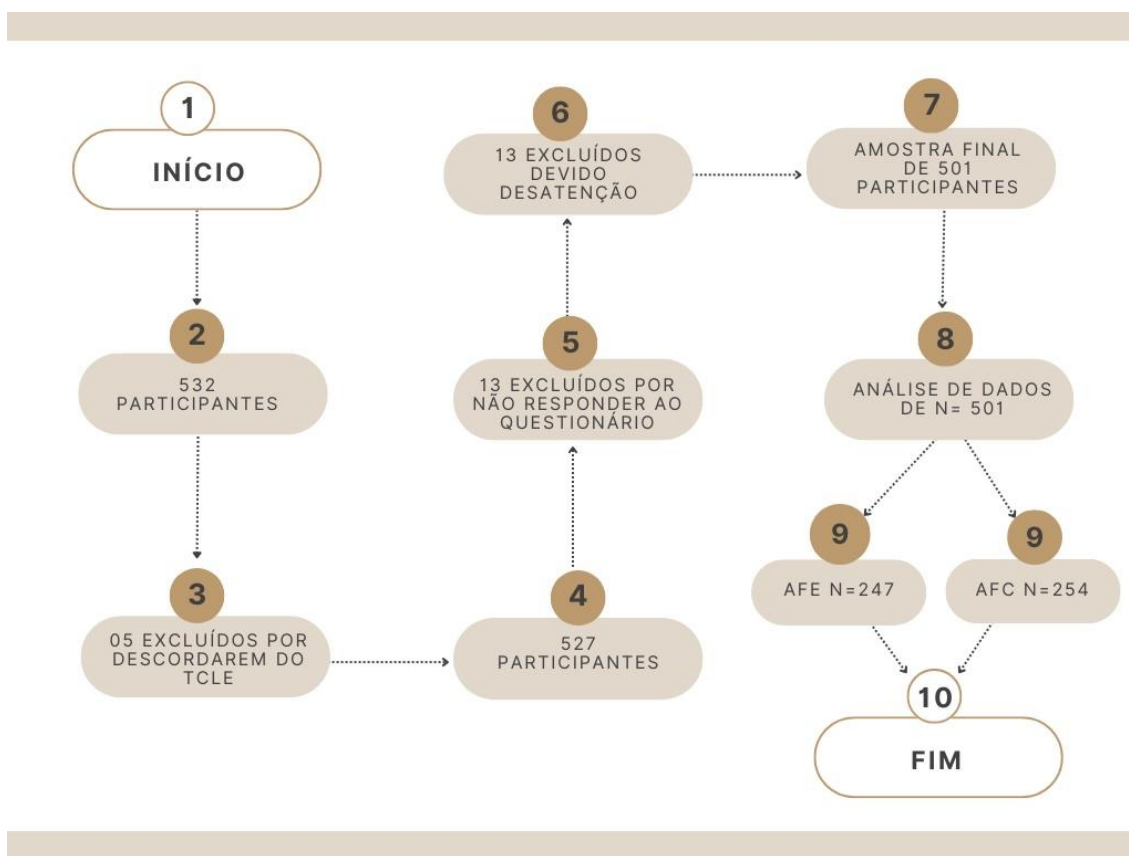 1
INÍCIO
2
532
PARTICIPANTES
3
05 EXCLUÍDOS POR
DESCORDAREM DO
TCLE
4
527
PARTICIPANTES
5
13 EXCLUÍDOS POR
NÃO RESPONDER AO
QUESTIONÁRIO
6
13 EXCLUÍDOS
DEVIDO
DESATENÇÃO
7
AMOSTRA FINAL
DE 501
PARTICIPANTES
8
ANÁLISE DE DADOS
DE N= 501
9
AFE N=247
9
AFC N=254
10
FIM